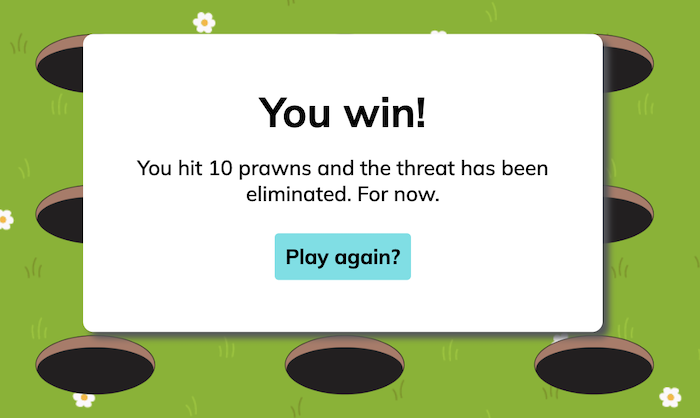 You win!
You hit 10 prawns and the threat has been
eliminated. For now.
Play again?